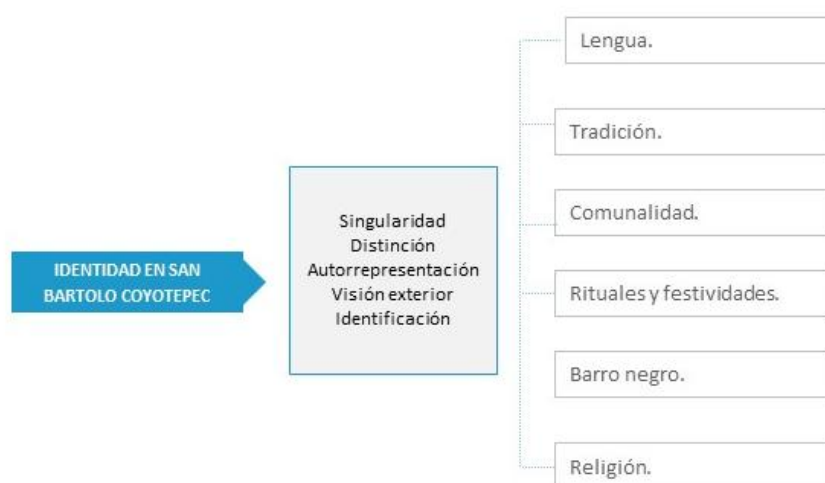 IDENTIDAD EN SAN
BARTOLO COYOTEPEC
Singularidad
Distinción
Autorrepresentación
Visión exterior
Identificación
Lengua.
Tradición.
Comunalidad.
Rituales y festividades.
Barro negro.
Religión.